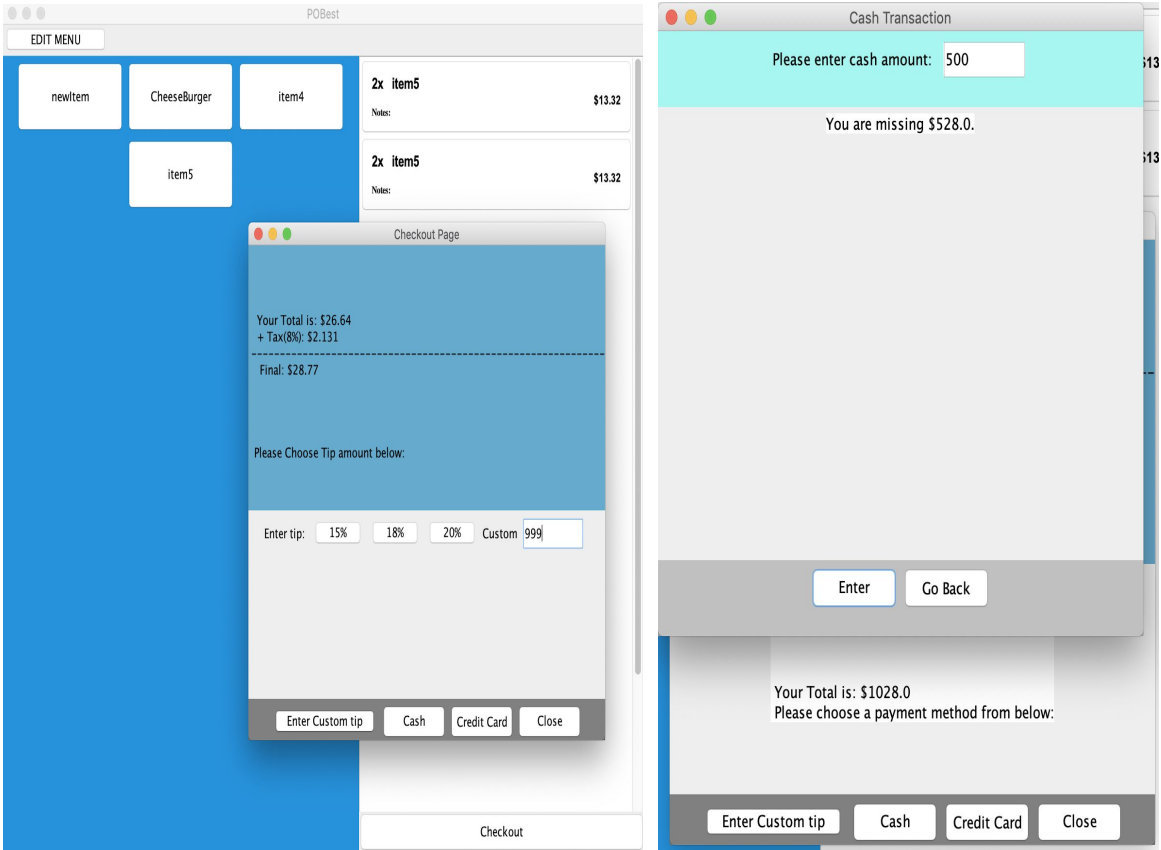 POBest
EDIT MENU
newItem
CheeseBurger
item4
item5
2x item5
$13.32
Notes:
2x item5
$13.32
Notes:
Checkout Page
Your Total is: $26.64
+ Tax(8%): $2.131
--------------------------------------------------
Final: $28.77
Please Choose Tip amount below:
Enter tip: 15% 18% 20% Custom 999
Enter Custom tip Cash Credit Card Close
Checkout
Cash Transaction
Please enter cash amount: 500
You are missing $528.0.
Enter Go Back
$13
$13
Your Total is: $1028.0
Please choose a payment method from below:
Enter Custom tip Cash Credit Card Close